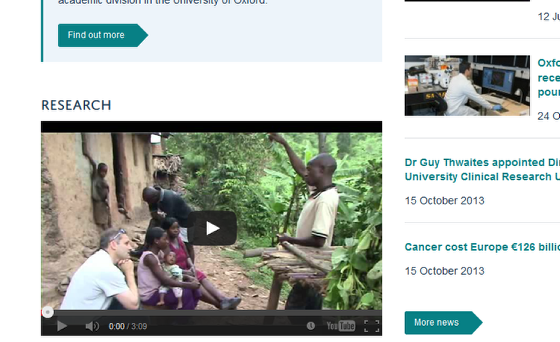 academic division in the University of Oxford.
Find out more
RESEARCH
0:00 / 3:09
YouTube
12 Ju
Oxfo
rece
pour
24 O
Dr Guy Thwaites appointed Di
University Clinical Research U
15 October 2013
Cancer cost Europe €126 billio
15 October 2013
More news